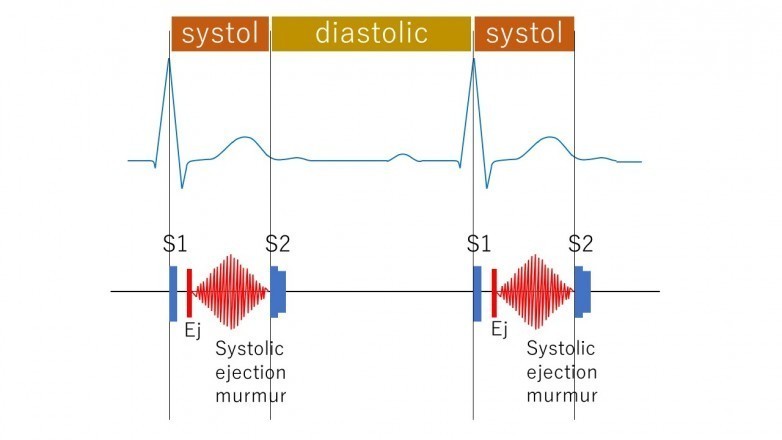 systol diastolic systol
S1 S2 S1 S2
Ej Ej
Systolic
ejection
murmur
Systolic
ejection
murmur